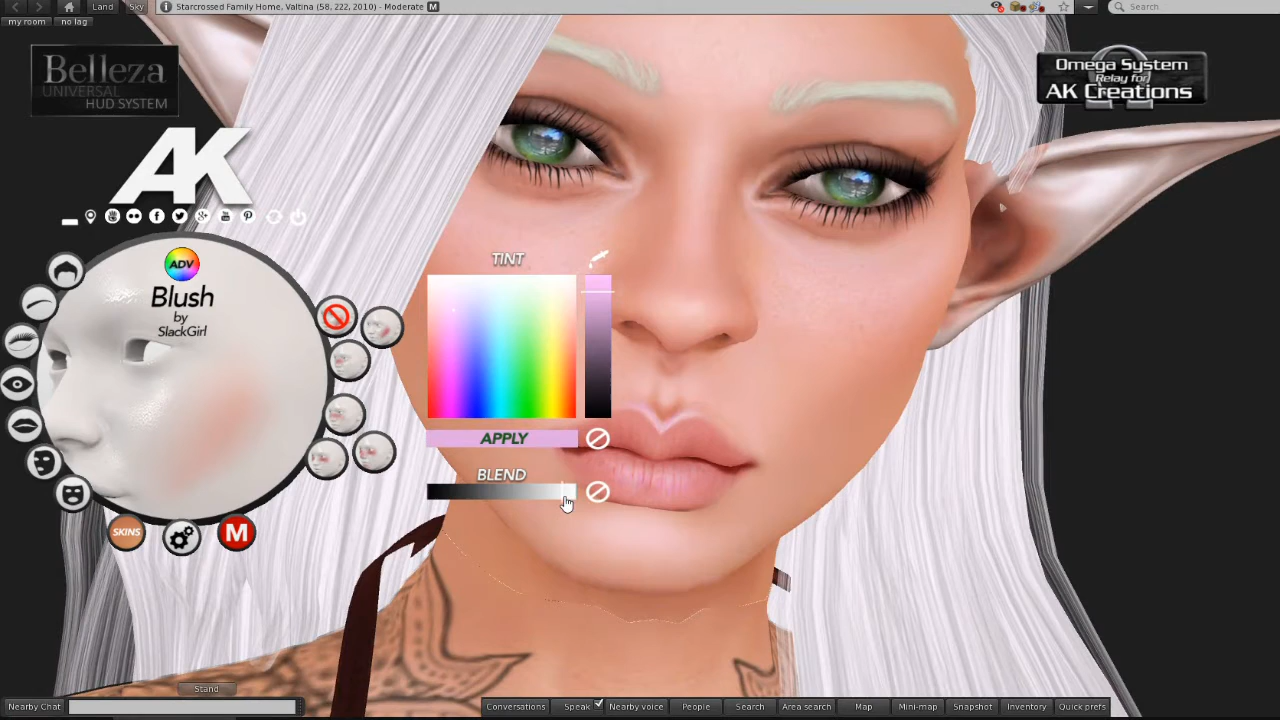 Land
Sky
Starcrossed Family Home, Valtina (58, 222, 2010) - Moderate
M
Search
my room
no lag
Belleza
UNIVERSAL
HUD SYSTEM
Omega System
Relay for
AK Creations
AK
ADV
Blush
by
SlackGirl
TINT
APPLY
BLEND
SKINS
M
Stand
Nearby Chat
Conversations
Speak
Nearby voice
People
Search
Area search
Map
Mini-map
Snapshot
Inventory
Quick prefs